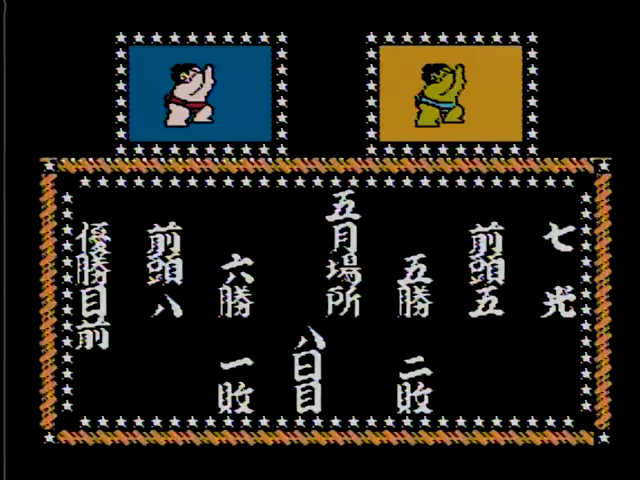 七光
前頭五
五勝二敗
五月場所
八日目
六勝一敗
前頭八
優勝目前